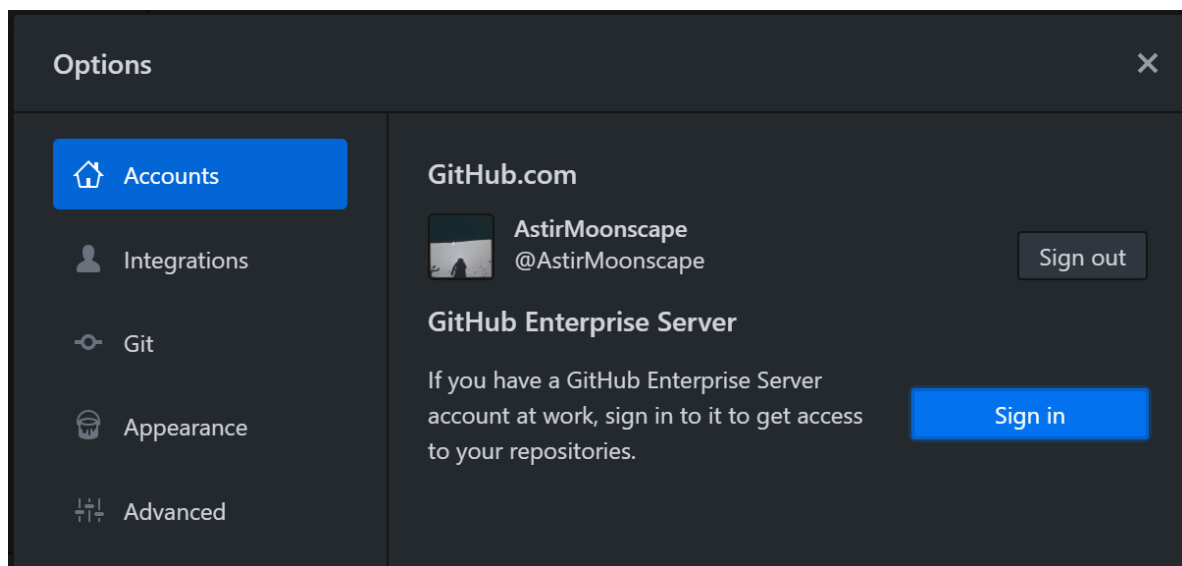 Options
Accounts
Integrations
Git
Appearance
Advanced
GitHub.com
AstirMoonscape
@AstirMoonscape
Sign out
GitHub Enterprise Server
If you have a GitHub Enterprise Server
account at work, sign in to it to get access
to your repositories.
Sign in